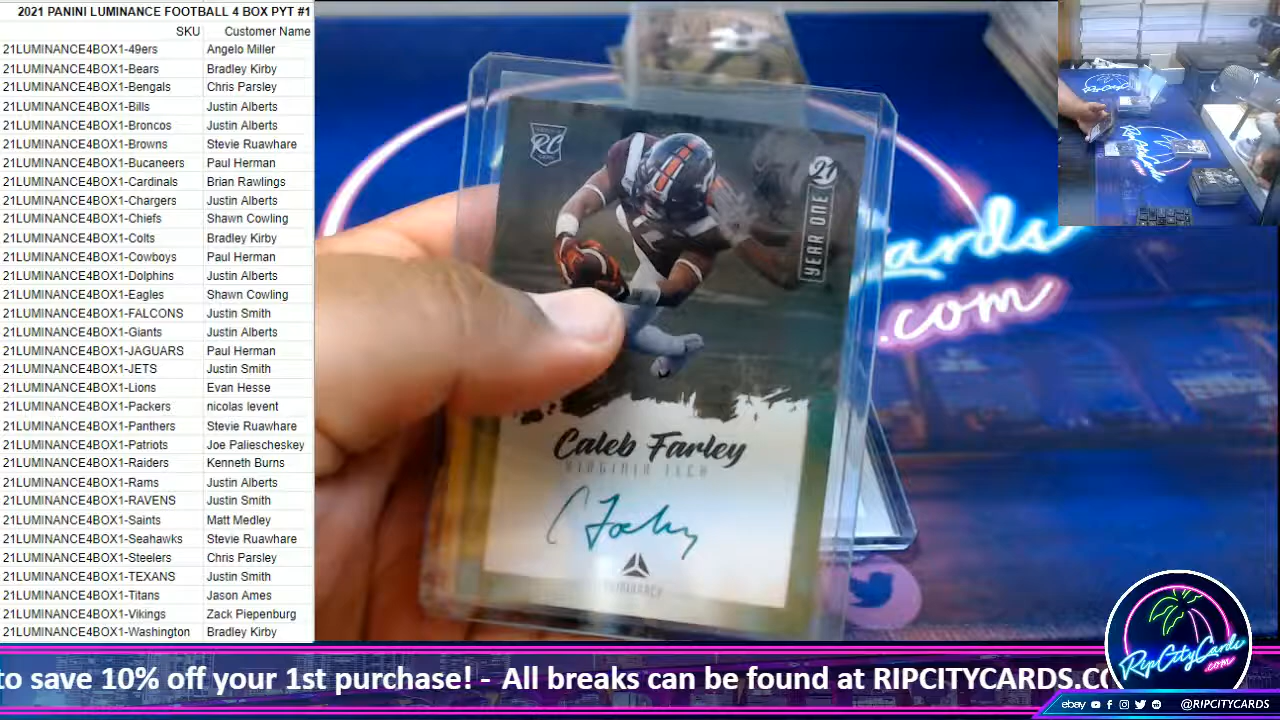 2021 PANINI LUMINANCE FOOTBALL 4 BOX PYT #1
SKU Customer Name
21LUMINANCE4BOX1-49ers Angelo Miller
21LUMINANCE4BOX1-Bears Bradley Kirby
21LUMINANCE4BOX1-Bengals Chris Parsley
21LUMINANCE4BOX1-Bills Justin Alberts
21LUMINANCE4BOX1-Broncos Justin Alberts
21LUMINANCE4BOX1-Browns Stevie Ruawhare
21LUMINANCE4BOX1-Bucaneers Paul Herman
21LUMINANCE4BOX1-Cardinals Brian Rawlings
21LUMINANCE4BOX1-Chargers Justin Alberts
21LUMINANCE4BOX1-Chiefs Shawn Cowling
21LUMINANCE4BOX1-Colts Bradley Kirby
21LUMINANCE4BOX1-Cowboys Paul Herman
21LUMINANCE4BOX1-Dolphins Justin Alberts
21LUMINANCE4BOX1-Eagles Shawn Cowling
21LUMINANCE4BOX1-FALCONS Justin Smith
21LUMINANCE4BOX1-Giants Justin Alberts
21LUMINANCE4BOX1-JAGUARS Paul Herman
21LUMINANCE4BOX1-JETS Justin Smith
21LUMINANCE4BOX1-Lions Evan Hesse
21LUMINANCE4BOX1-Packers nicolas levent
21LUMINANCE4BOX1-Panthers Stevie Ruawhare
21LUMINANCE4BOX1-Patriots Joe Paliescheskey
21LUMINANCE4BOX1-Raiders Kenneth Burns
21LUMINANCE4BOX1-Rams Justin Alberts
21LUMINANCE4BOX1-RAVENS Justin Smith
21LUMINANCE4BOX1-Saints Matt Medley
21LUMINANCE4BOX1-Seahawks Stevie Ruawhare
21LUMINANCE4BOX1-Steelers Chris Parsley
21LUMINANCE4BOX1-TEXANS Justin Smith
21LUMINANCE4BOX1-Titans Jason Ames
21LUMINANCE4BOX1-Vikings Zack Piepenburg
21LUMINANCE4BOX1-Washington Bradley Kirby
RC
21
YEAR ONE
Caleb Farley
VIRGINIA TECH
LUMINANCE
ards
.com
to save 10% off your 1st purchase! - All breaks can be found at RIPCITYCARDS.CO
RipCityCards
.com
ebay
@RIPCITYCARDS